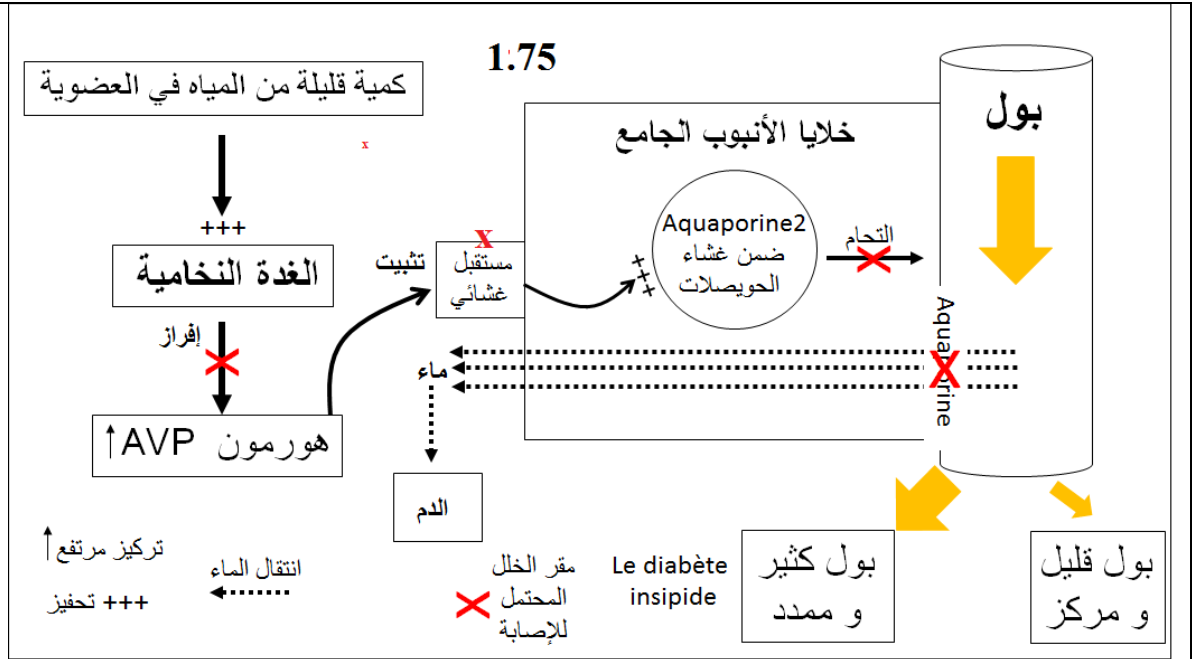 1.75
كمية قليلة من المياه في العضوية
x
+++
الغدة النخامية
إفراز
هورمون AVP↑
تثبيت
x
مستقبل
غشائي
+++
خلايا الأنبوب الجامع
Aquaporine2
ضمن غشاء
الحويصلات
التحام
بول
Aquaporine
ماء
الدم
بول قليل
و مركز
بول كثير
و ممدد
Le diabète
insipide
مقر الخلل
المحتمل
للإصابة
انتقال الماء
تركيز مرتفع↑
+++ تحفيز